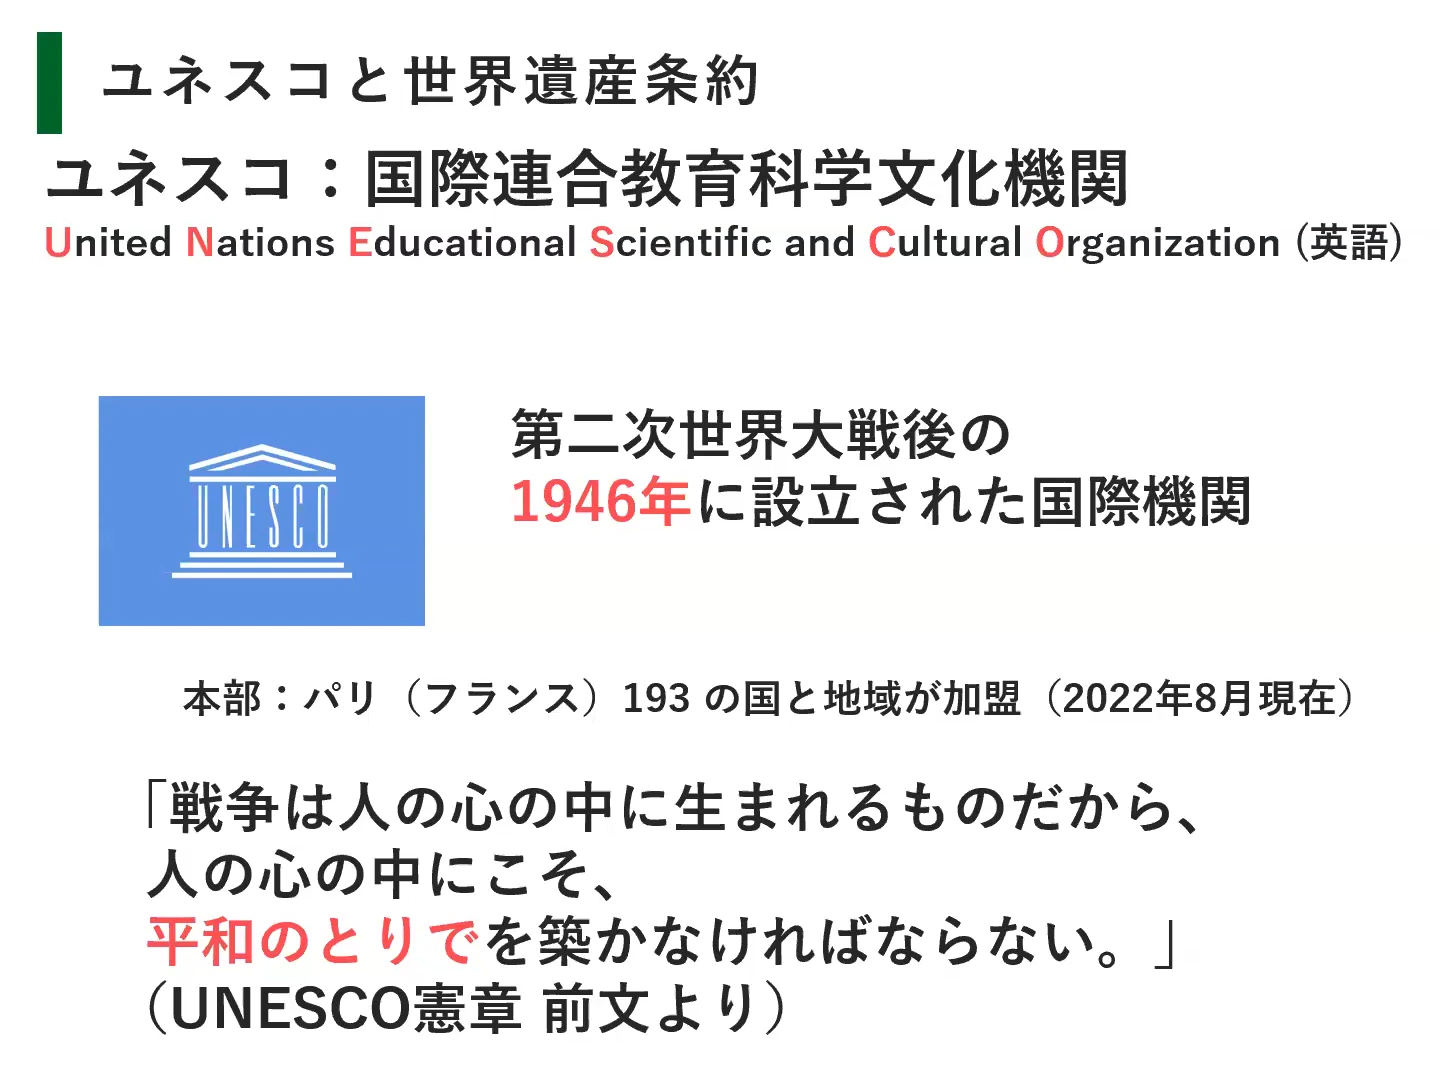 ユネスコと世界遺産条約
ユネスコ：国際連合教育科学文化機関
United Nations Educational Scientific and Cultural Organization (英語)
UNESCO
第二次世界大戦後の
1946年に設立された国際機関
本部：パリ（フランス）193 の国と地域が加盟（2022年8月現在）
「戦争は人の心の中に生まれるものだから、
人の心の中にこそ、
平和のとりでを築かなければならない。」
（UNESCO憲章 前文より）